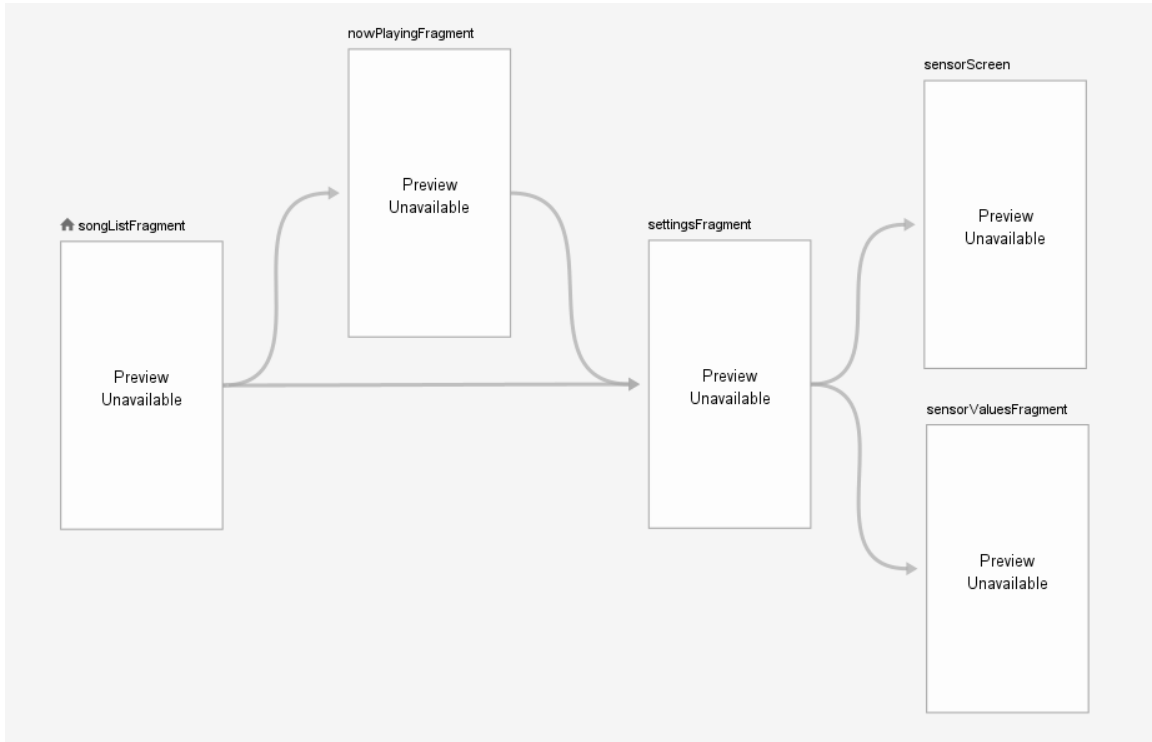 nowPlayingFragment
Preview
Unavailable
songListFragment
Preview
Unavailable
settingsFragment
Preview
Unavailable
sensorScreen
Preview
Unavailable
sensorValuesFragment
Preview
Unavailable